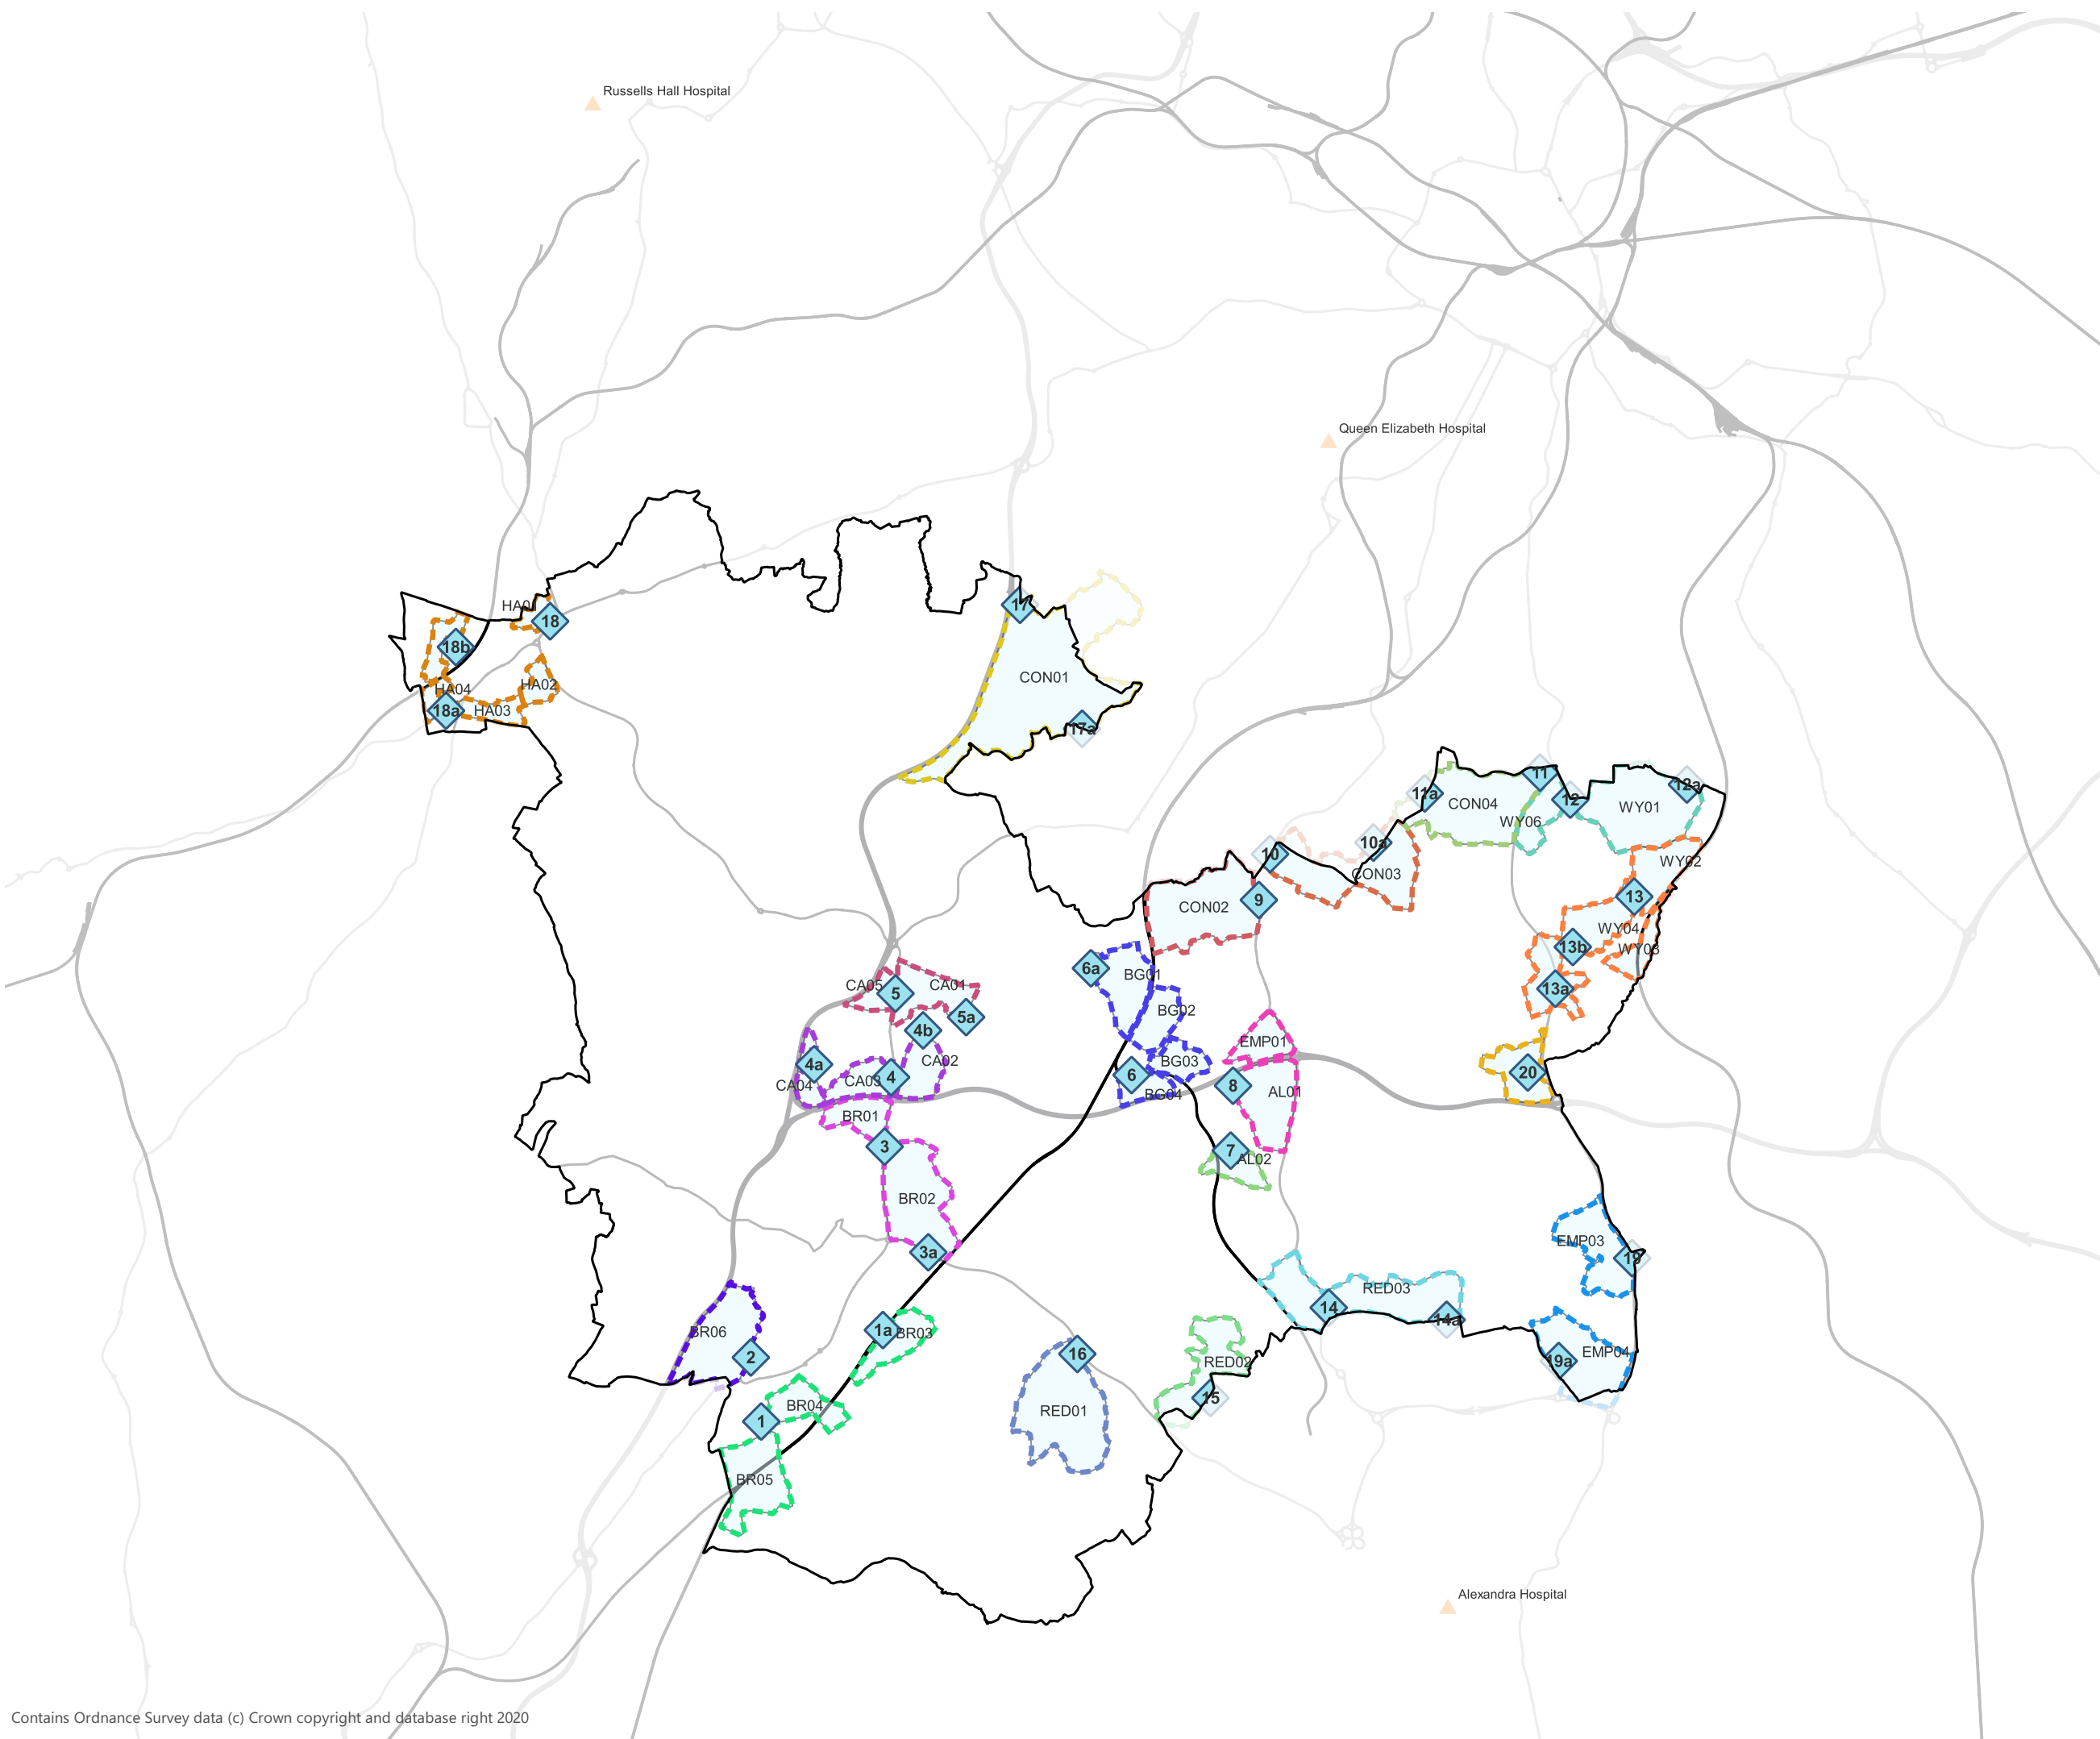 Russells Hall Hospital
Queen Elizabeth Hospital
HA01
18
17
18b
CON01
HA04
HA02
18a
HA03
17a
11
12a
11a
CON04
12
WY01
WY06
10
10a
WY02
CON03
13
9
CON02
WY04
13b
WY03
6a
BG01
CA05
CA01
5
13a
BG02
5a
4b
EMP01
CA02
BG03
4a
20
CA03
4
6
CA04
8
AL01
BG04
BR01
3
7
AL02
BR02
EMP03
3a
19
RED03
14
14a
1a
BR03
BR06
2
16
RED02
19a
EMP04
15
BR04
RED01
1
BR05
Alexandra Hospital
Contains Ordnance Survey data (c) Crown copyright and database right 2020